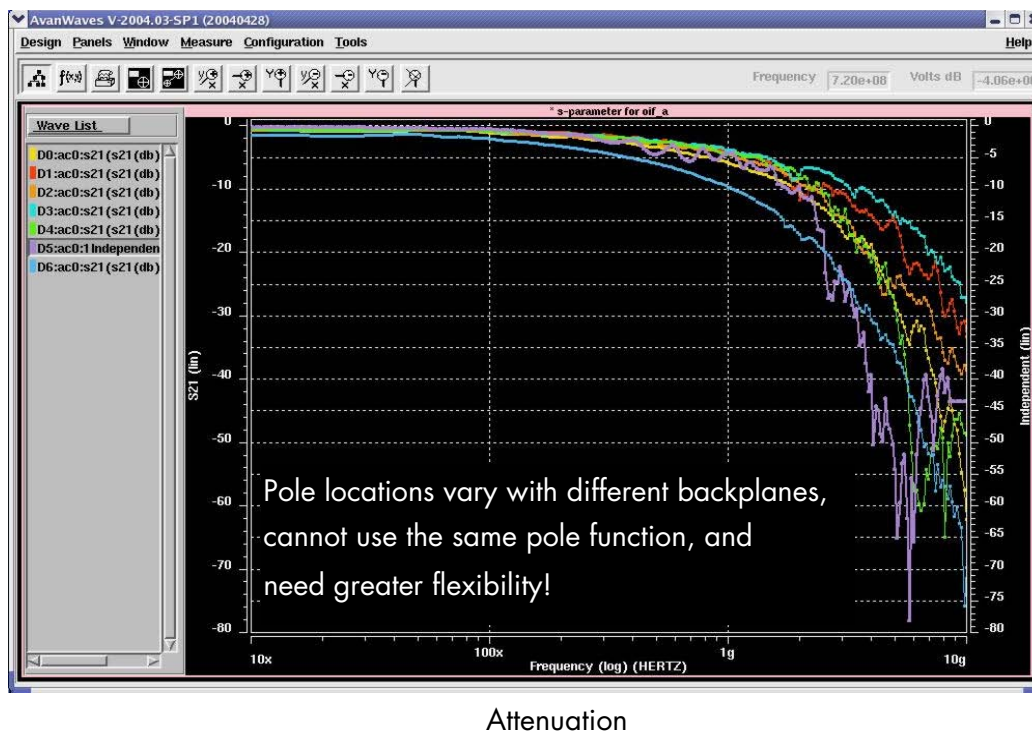 AvanWaves V-2004.03-SP1 (20040428)
Design Panels Window Measure Configuration Tools
Help
f(x)
Frequency 7.20e+08 Volts dB -4.06e+0
Wave List
D0:ac0:s21(s21(db)
D1:ac0:s21(s21(db)
D2:ac0:s21(s21(db)
D3:ac0:s21(s21(db)
D4:ac0:s21(s21(db)
D5:ac0:1 Independen
D6:ac0:s21(s21(db)
* s-parameter for oif_a
0
-10
-20
-30
-40
-50
-60
-70
-80
S21 (lin)
0
-5
-10
-15
-20
-25
-30
-35
-40
-45
-50
-55
-60
-65
-70
-75
-80
Independent (lin)
Pole locations vary with different backplanes,
cannot use the same pole function, and
need greater flexibility!
10x 100x 1g 10g
Frequency (log) (HERTZ)
Attenuation